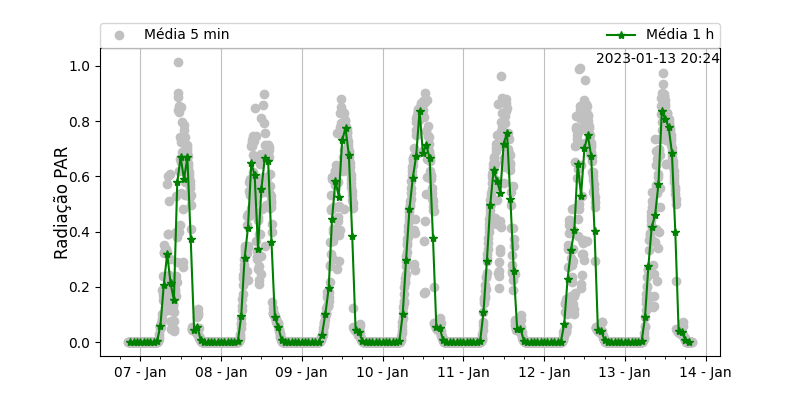 Média 5 min
Média 1 h
2023-01-13 20:24
Radiação PAR
1.0
0.8
0.6
0.4
0.2
0.0
07 - Jan
08 - Jan
09 - Jan
10 - Jan
11 - Jan
12 - Jan
13 - Jan
14 - Jan